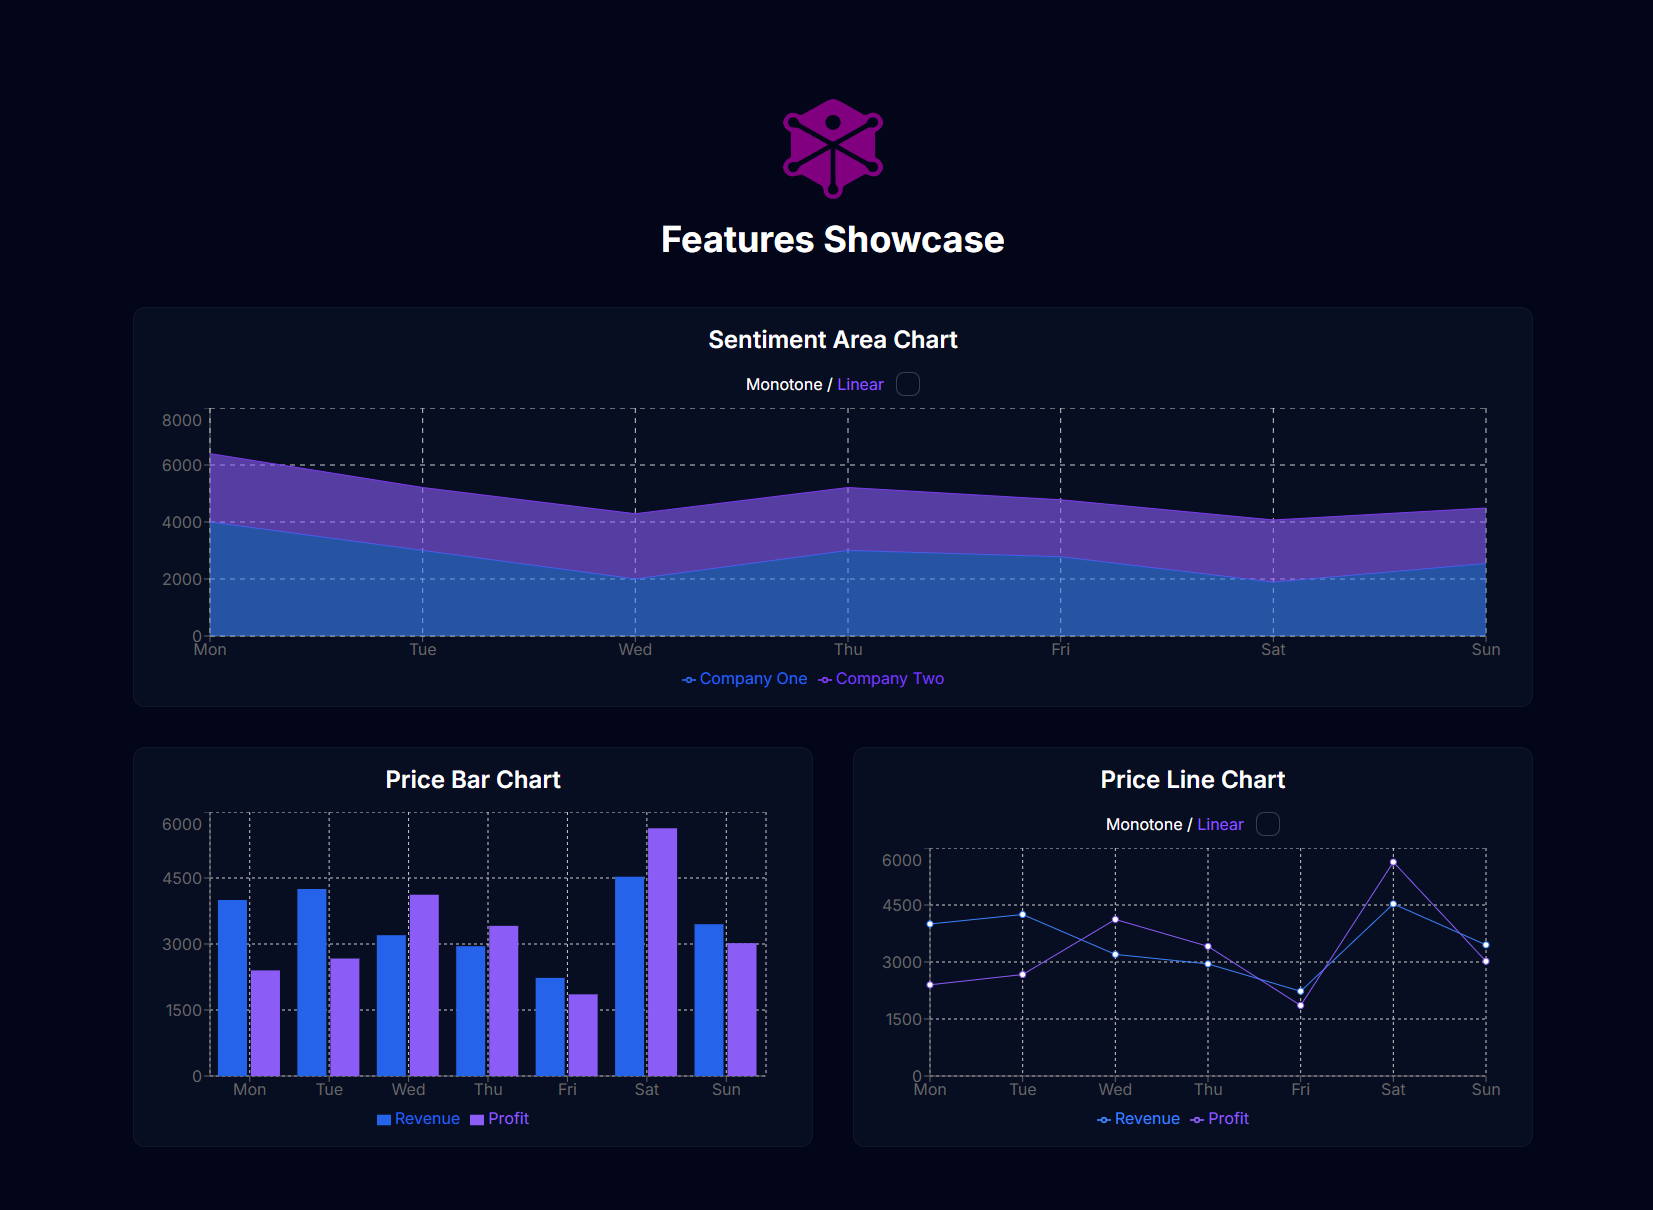 Features Showcase
Sentiment Area Chart
Monotone / Linear
8000
6000
4000
2000
0
Mon Tue Wed Thu Fri Sat Sun
Company One Company Two
Price Bar Chart
6000
4500
3000
1500
0
Mon Tue Wed Thu Fri Sat Sun
Revenue Profit
Price Line Chart
Monotone / Linear
6000
4500
3000
1500
0
Mon Tue Wed Thu Fri Sat Sun
Revenue Profit